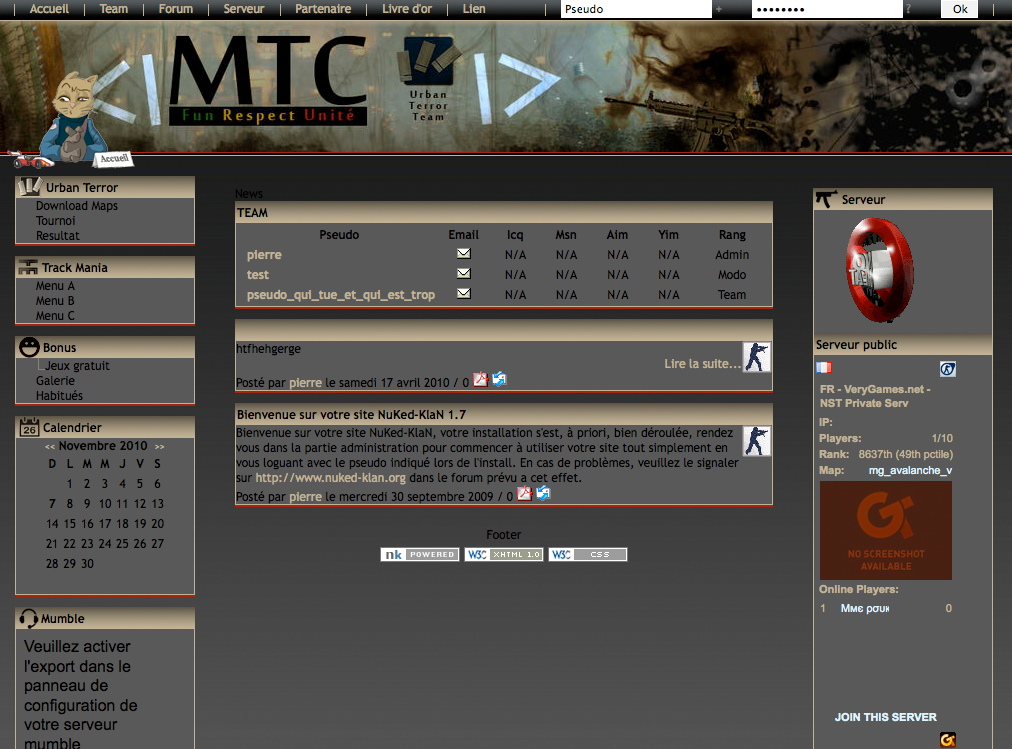 Accueil | Team | Forum | Serveur | Partenaire | Livre d'or | Lien | Pseudo + •••••••• ? Ok
<| MTC |>
Fun Respect Unité
Urban
Terror
Team
Accueil
Urban Terror
Download Maps
Tournoi
Resultat
Track Mania
Menu A
Menu B
Menu C
Bonus
Jeux gratuit
Galerie
Habitués
26 Calendrier
<< Novembre 2010 >>
D L M M J V S
1 2 3 4 5 6
7 8 9 10 11 12 13
14 15 16 17 18 19 20
21 22 23 24 25 26 27
28 29 30
Mumble
Veuillez activer
l'export dans le
panneau de
configuration de
votre serveur
mumble
News
TEAM
Pseudo Email Icq Msn Aim Yim Rang
pierre N/A N/A N/A N/A Admin
test N/A N/A N/A N/A Modo
pseudo_qui_tue_et_qui_est_trop N/A N/A N/A N/A Team
htfhehgerge
Lire la suite...
Posté par pierre le samedi 17 avril 2010 / 0
Bienvenue sur votre site NuKed-KlaN 1.7
Bienvenue sur votre site NuKed-KlaN, votre installation s'est, à priori, bien déroulée, rendez
vous dans la partie administration pour commencer à utiliser votre site tout simplement en
vous loguant avec le pseudo indiqué lors de l'install. En cas de problèmes, veuillez le signaler
sur http://www.nuked-klan.org dans le forum prévu a cet effet.
Posté par pierre le mercredi 30 septembre 2009 / 0
Footer
nk POWERED W3C XHTML 1.0 W3C CSS
Serveur
Serveur public
FR - VeryGames.net -
NST Private Serv
IP:
Players: 1/10
Rank: 8637th (49th pctile)
Map: mg_avalanche_v
NO SCREENSHOT
AVAILABLE
Online Players:
1 Mмє ρσuк 0
JOIN THIS SERVER